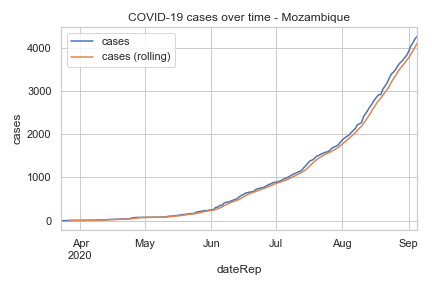 COVID-19 cases over time - Mozambique
cases
cases (rolling)
4000
3000
2000
1000
0
cases
Apr
2020
May
Jun
Jul
Aug
Sep
dateRep